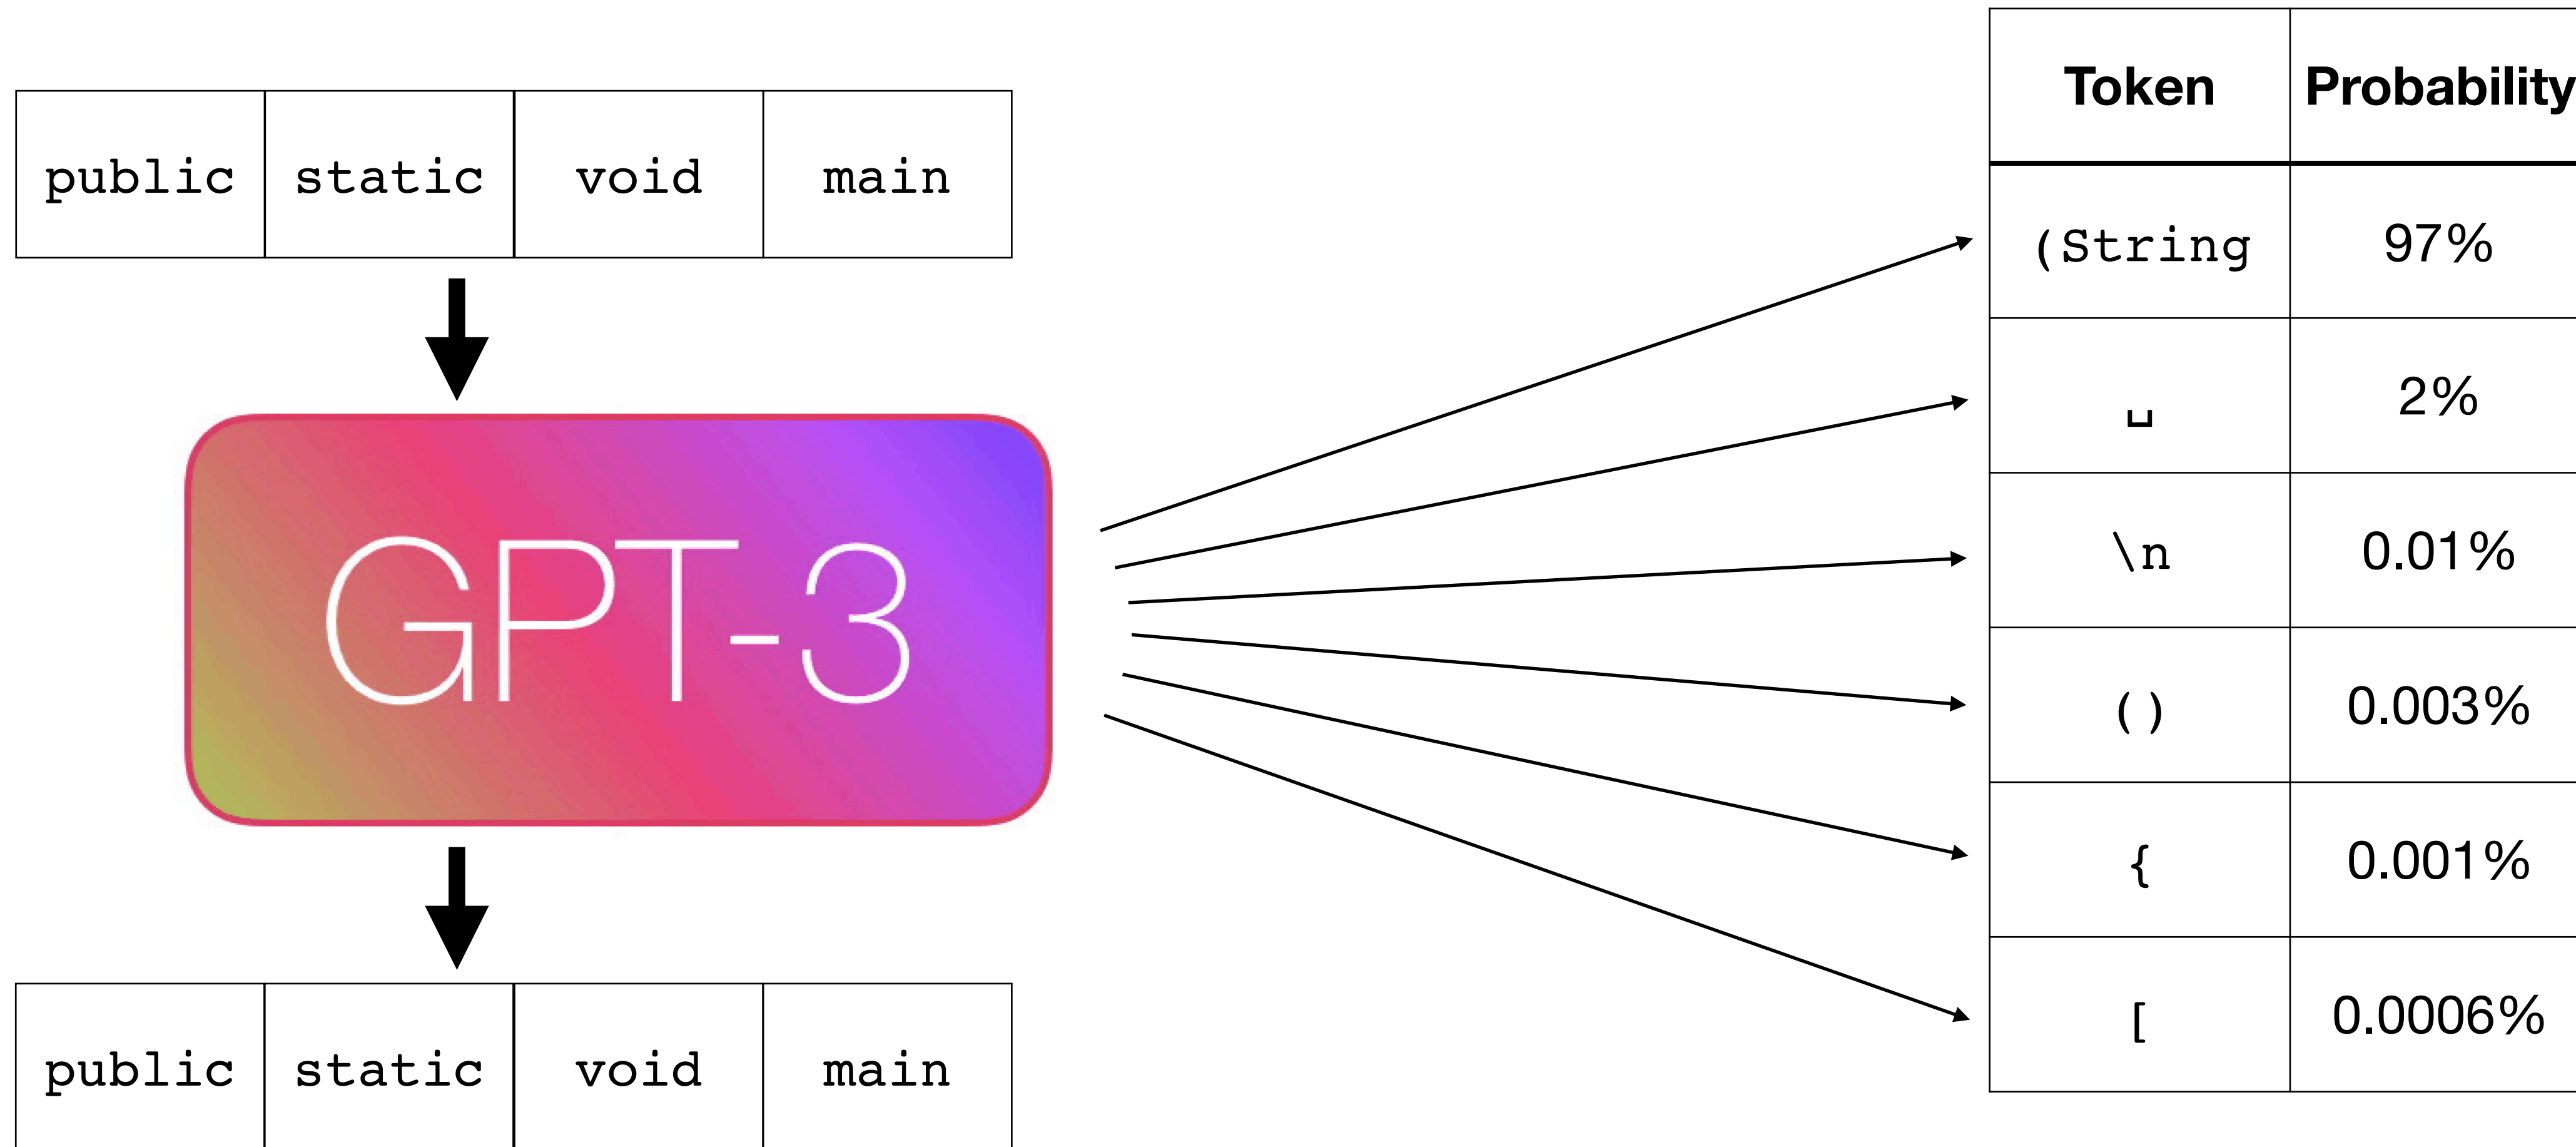 public static void main
GPT-3
public static void main
Token Probability
(String 97%
␣ 2%
\n 0.01%
() 0.003%
{ 0.001%
[ 0.0006%